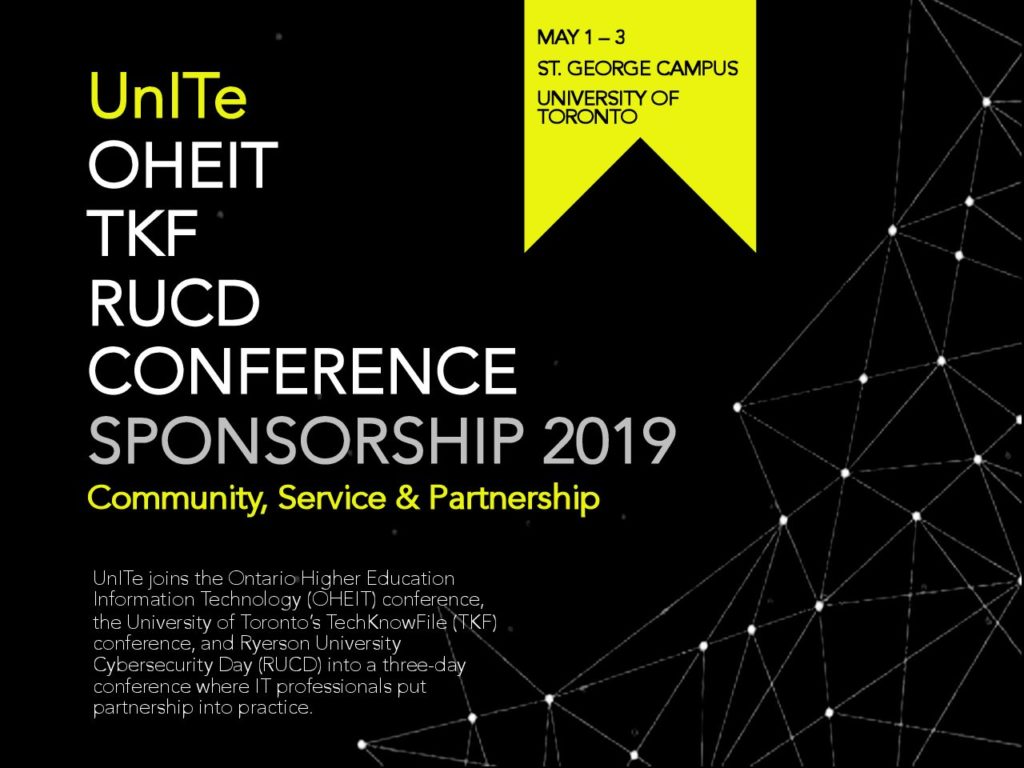 MAY 1 – 3
ST. GEORGE CAMPUS
UNIVERSITY OF
TORONTO
UnITe
OHEIT
TKF
RUCD
CONFERENCE
SPONSORSHIP 2019
Community, Service & Partnership
UnITe joins the Ontario Higher Education
Information Technology (OHEIT) conference,
the University of Toronto’s TechKnowFile (TKF)
conference, and Ryerson University
Cybersecurity Day (RUCD) into a three-day
conference where IT professionals put
partnership into practice.